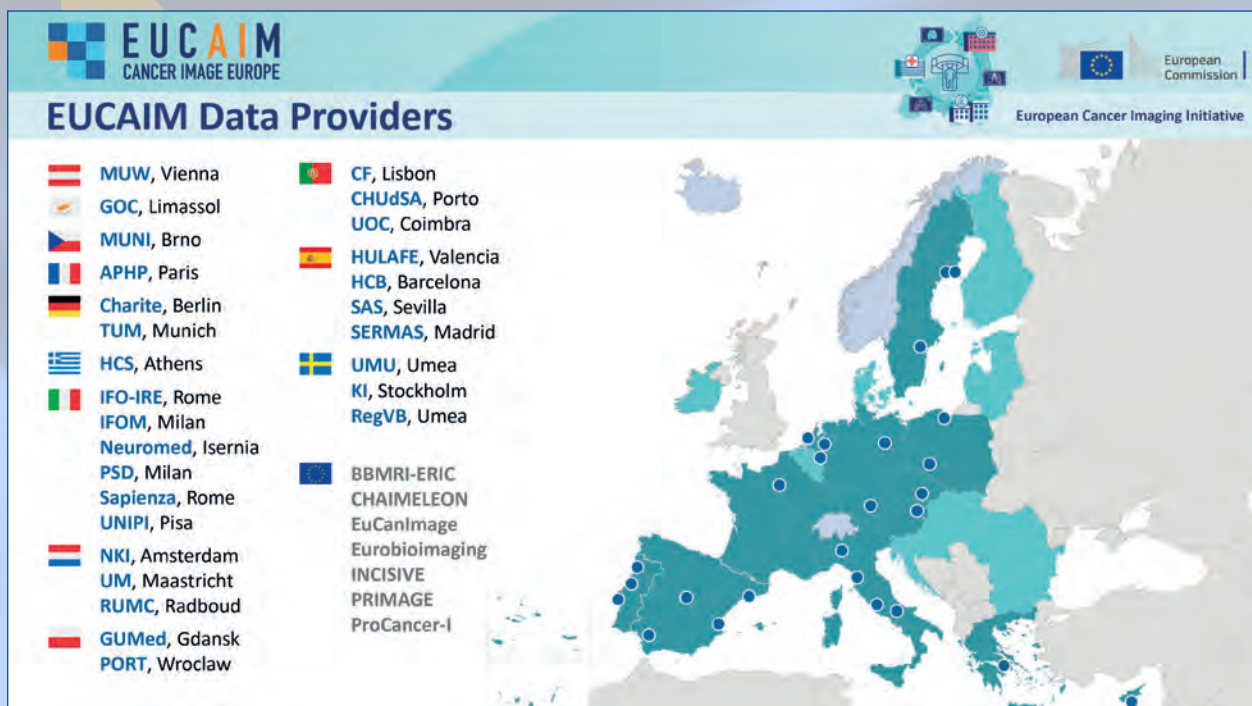 EUCAIM
CANCER IMAGE EUROPE
European
Commission
European Cancer Imaging Initiative
EUCAIM Data Providers
MUW, Vienna
GOC, Limassol
MUNI, Brno
APHP, Paris
Charite, Berlin
TUM, Munich
HCS, Athens
IFO-IRE, Rome
IFOM, Milan
Neuromed, Isernia
PSD, Milan
Sapienza, Rome
UNIPI, Pisa
NKI, Amsterdam
UM, Maastricht
RUMC, Radboud
GUMed, Gdansk
PORT, Wroclaw
CF, Lisbon
CHUdSA, Porto
UOC, Coimbra
HULAFE, Valencia
HCB, Barcelona
SAS, Sevilla
SERMAS, Madrid
UMU, Umea
KI, Stockholm
RegVB, Umea
BBMRI-ERIC
CHAIMELEON
EuCanImage
Eurobioimaging
INCISIVE
PRIMAGE
ProCancer-I